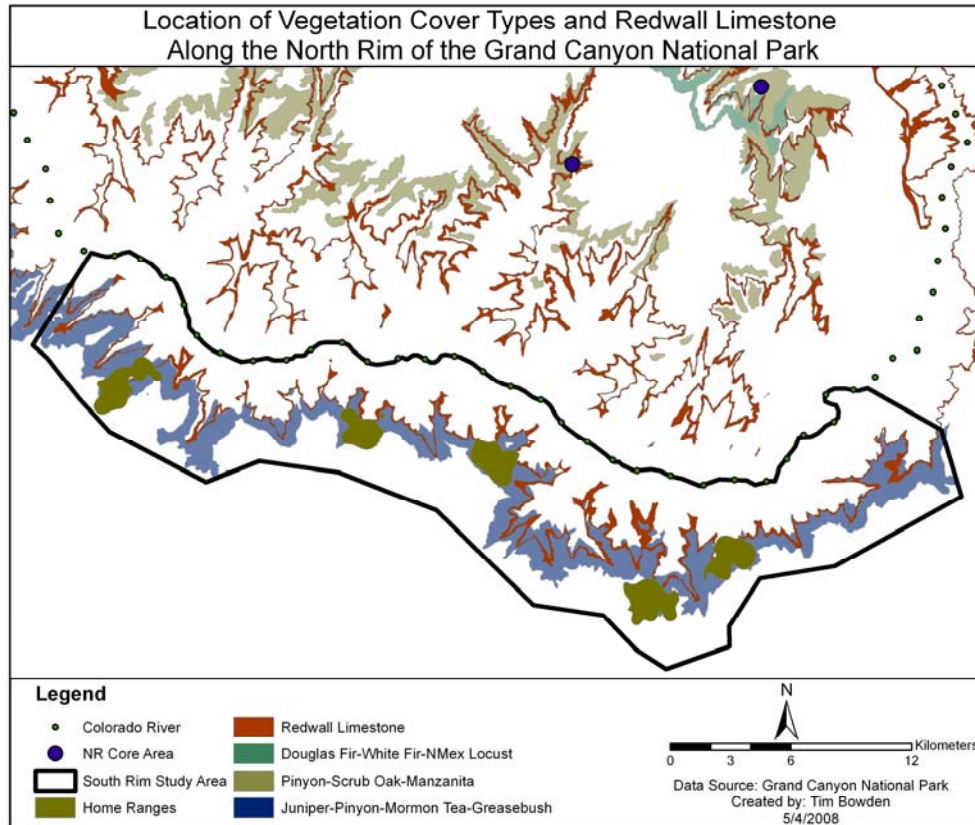 Location of Vegetation Cover Types and Redwall Limestone
Along the North Rim of the Grand Canyon National Park
Legend
Colorado River
NR Core Area
South Rim Study Area
Home Ranges
Redwall Limestone
Douglas Fir-White Fir-NMex Locust
Pinyon-Scrub Oak-Manzanita
Juniper-Pinyon-Mormon Tea-Greasebush
N
Kilometers
0 3 6 12
Data Source: Grand Canyon National Park
Created by: Tim Bowden
5/4/2008